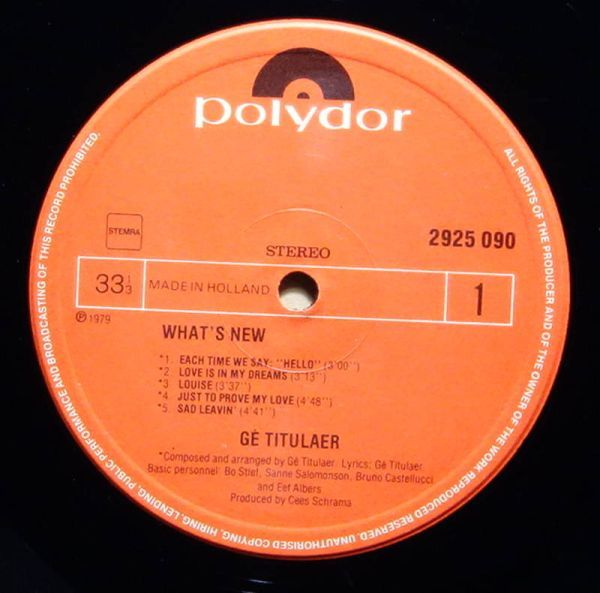 polydor
STEMRA
STEREO
2925 090
33 1/3
MADE IN HOLLAND
1
℗ 1979
WHAT'S NEW
*1. EACH TIME WE SAY: "HELLO" (3'00")
*2 LOVE IS IN MY DREAMS (3'13")
*3 LOUISE (3'37")
*4 JUST TO PROVE MY LOVE (4'48")
*5 SAD LEAVIN' (4'41")
GÉ TITULAER
*Composed and arranged by Gé Titulaer. Lyrics: Gé Titulaer
Basic personnel: Bo Stief, Sanne Salomonson, Bruno Castellucci
and Eef Albers
Produced by Cees Schrama
ALL RIGHTS OF THE PRODUCER AND OF THE OWNER OF THE WORK REPRODUCED RESERVED. UNAUTHORISED COPYING, HIRING, LENDING, PUBLIC PERFORMANCE AND BROADCASTING OF THIS RECORD PROHIBITED.